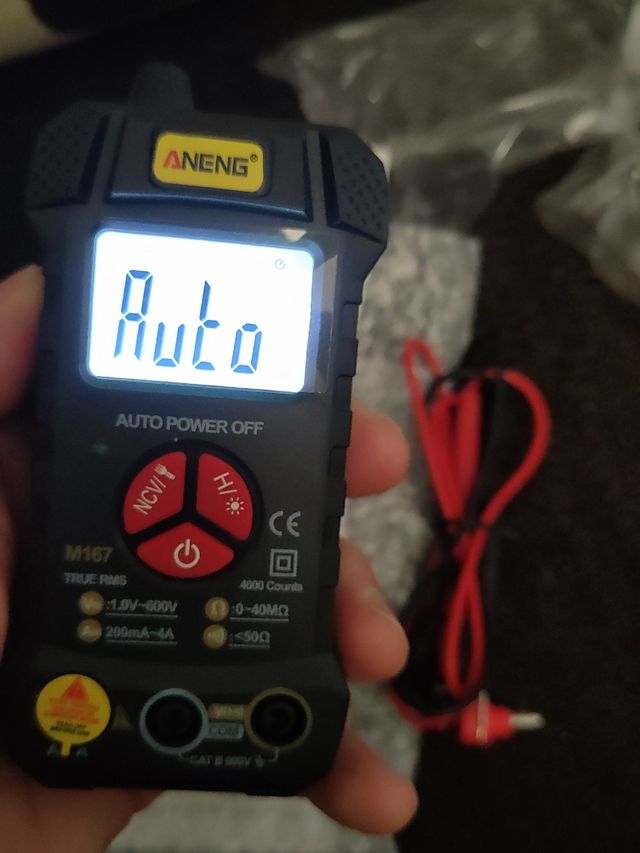 ANENG®
Auto
AUTO POWER OFF
NCV/
H/
CE
M167
TRUE RMS
4000 Counts
:1.0V~600V
Ω :0~40MΩ
200mA~4A
:<50Ω
COM
A A
CAT III 600V